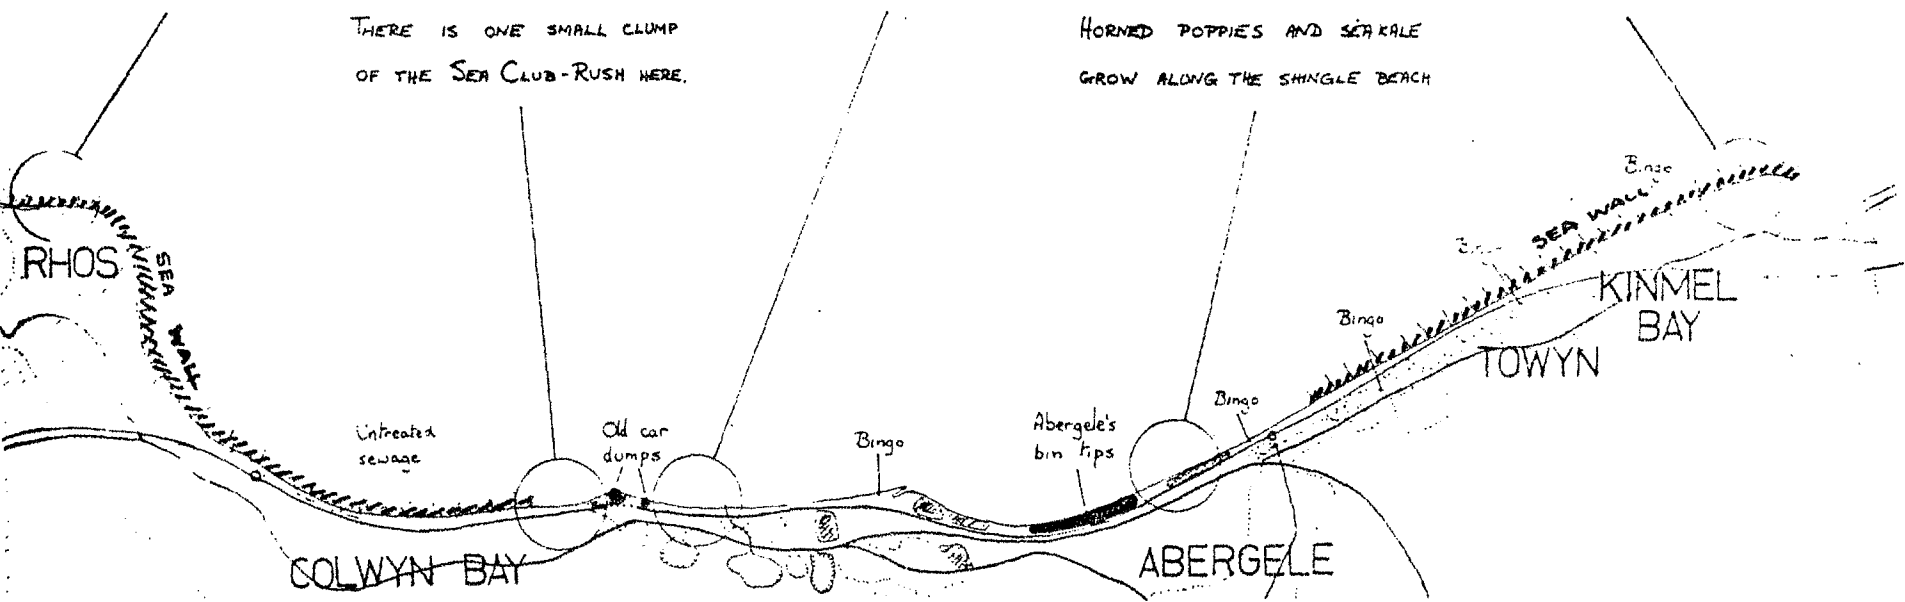 THERE IS ONE SMALL CLUMP
OF THE SEA CLUB-RUSH HERE.
HORNED POPPIES AND SEAKALE
GROW ALONG THE SHINGLE BEACH
Bingo
SEA WALL
RHOS
SEA
WALL
KINMEL
BAY
Bingo
TOWYN
Bingo
Untreated
sewage
Old car
dumps
Bingo
Abergele's
bin tips
COLWYN BAY
ABERGELE